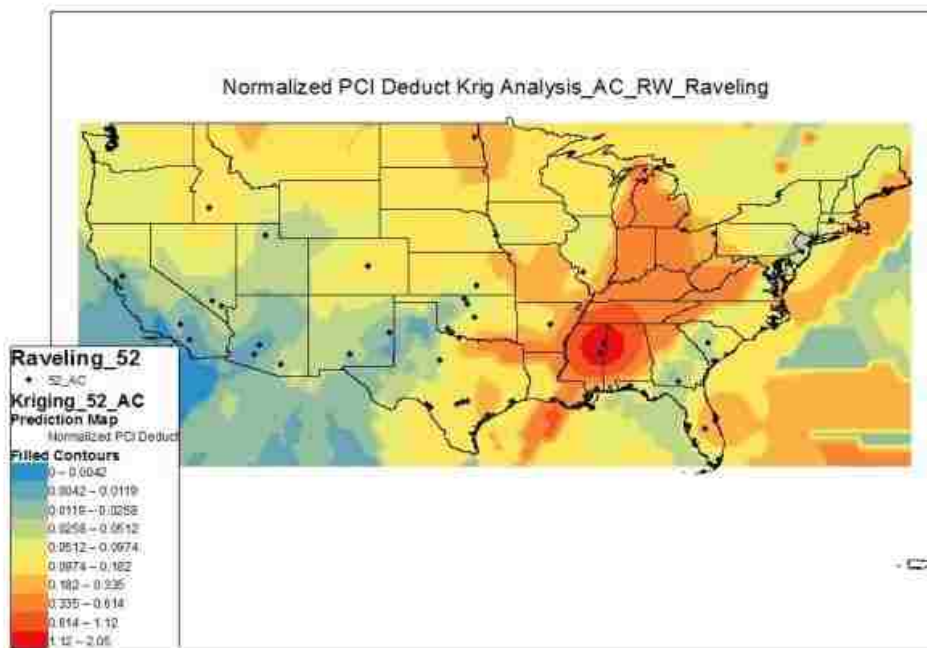 Normalized PCI Deduct Krig Analysis_AC_RW_Raveling
Raveling_52
52_AC
Kriging_52_AC
Prediction Map
Normalized PCI Deduct
Filled Contours
0 – 0.0042
0.0042 – 0.0119
0.0119 – 0.0258
0.0258 – 0.0512
0.0512 – 0.0974
0.0974 – 0.182
0.182 – 0.335
0.335 – 0.614
0.614 – 1.12
1.12 – 2.05